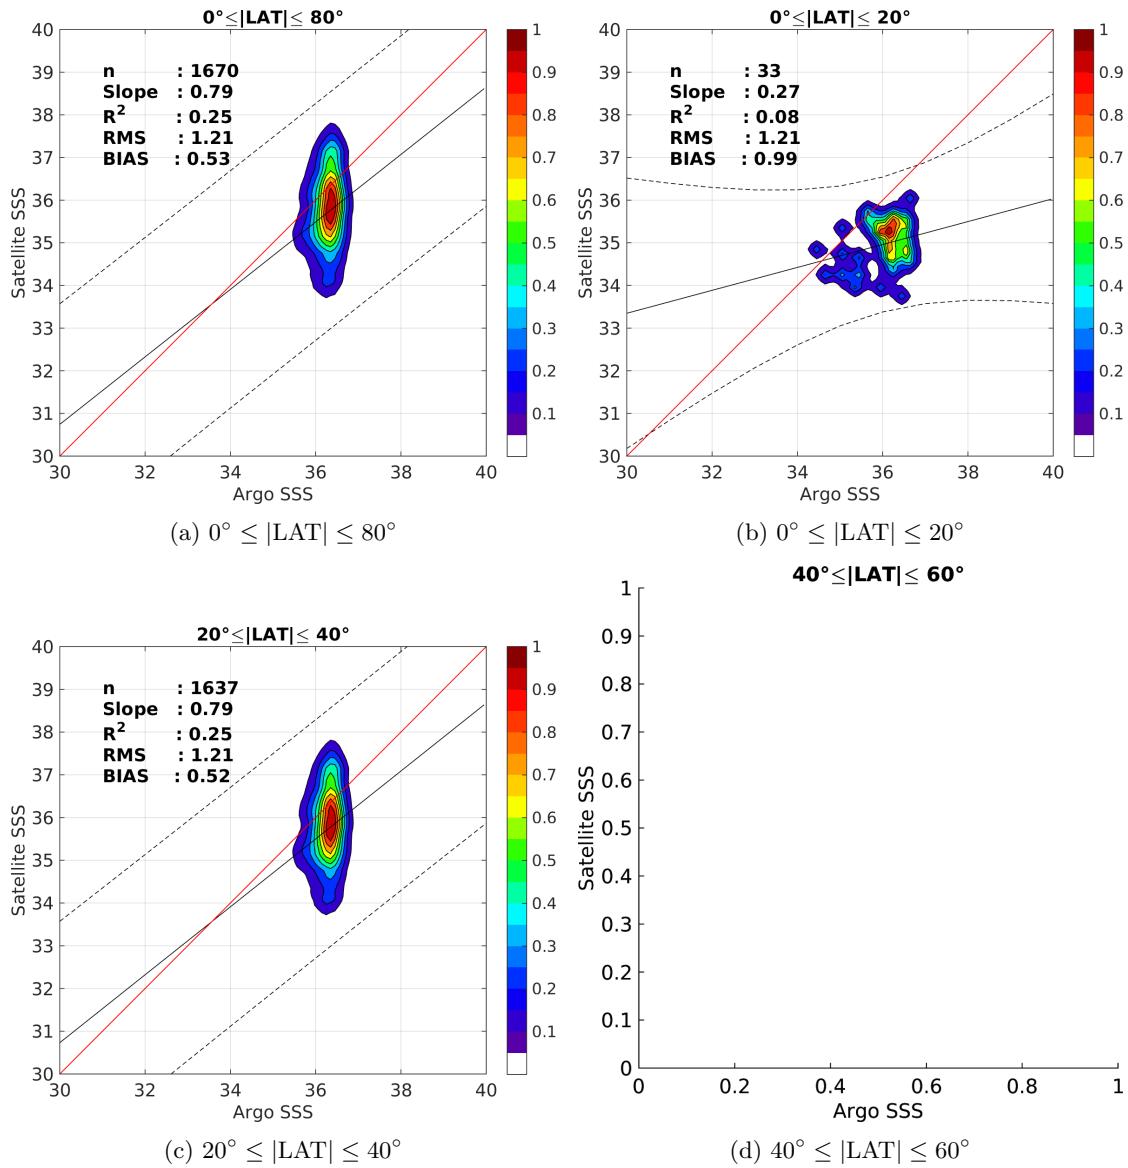 0°≤|LAT|≤ 80°
n : 1670
Slope : 0.79
R² : 0.25
RMS : 1.21
BIAS : 0.53
40
39
38
37
36
35
34
33
32
31
30
30 32 34 36 38 40
Satellite SSS
Argo SSS
1
0.9
0.8
0.7
0.6
0.5
0.4
0.3
0.2
0.1
(a) 0° ≤ |LAT| ≤ 80°
0°≤|LAT|≤ 20°
n : 33
Slope : 0.27
R² : 0.08
RMS : 1.21
BIAS : 0.99
40
39
38
37
36
35
34
33
32
31
30
30 32 34 36 38 40
Satellite SSS
Argo SSS
1
0.9
0.8
0.7
0.6
0.5
0.4
0.3
0.2
0.1
(b) 0° ≤ |LAT| ≤ 20°
20°≤|LAT|≤ 40°
n : 1637
Slope : 0.79
R² : 0.25
RMS : 1.21
BIAS : 0.52
40
39
38
37
36
35
34
33
32
31
30
30 32 34 36 38 40
Satellite SSS
Argo SSS
1
0.9
0.8
0.7
0.6
0.5
0.4
0.3
0.2
0.1
(c) 20° ≤ |LAT| ≤ 40°
40°≤|LAT|≤ 60°
1
0.9
0.8
0.7
0.6
0.5
0.4
0.3
0.2
0.1
0
0 0.2 0.4 0.6 0.8 1
Satellite SSS
Argo SSS
(d) 40° ≤ |LAT| ≤ 60°